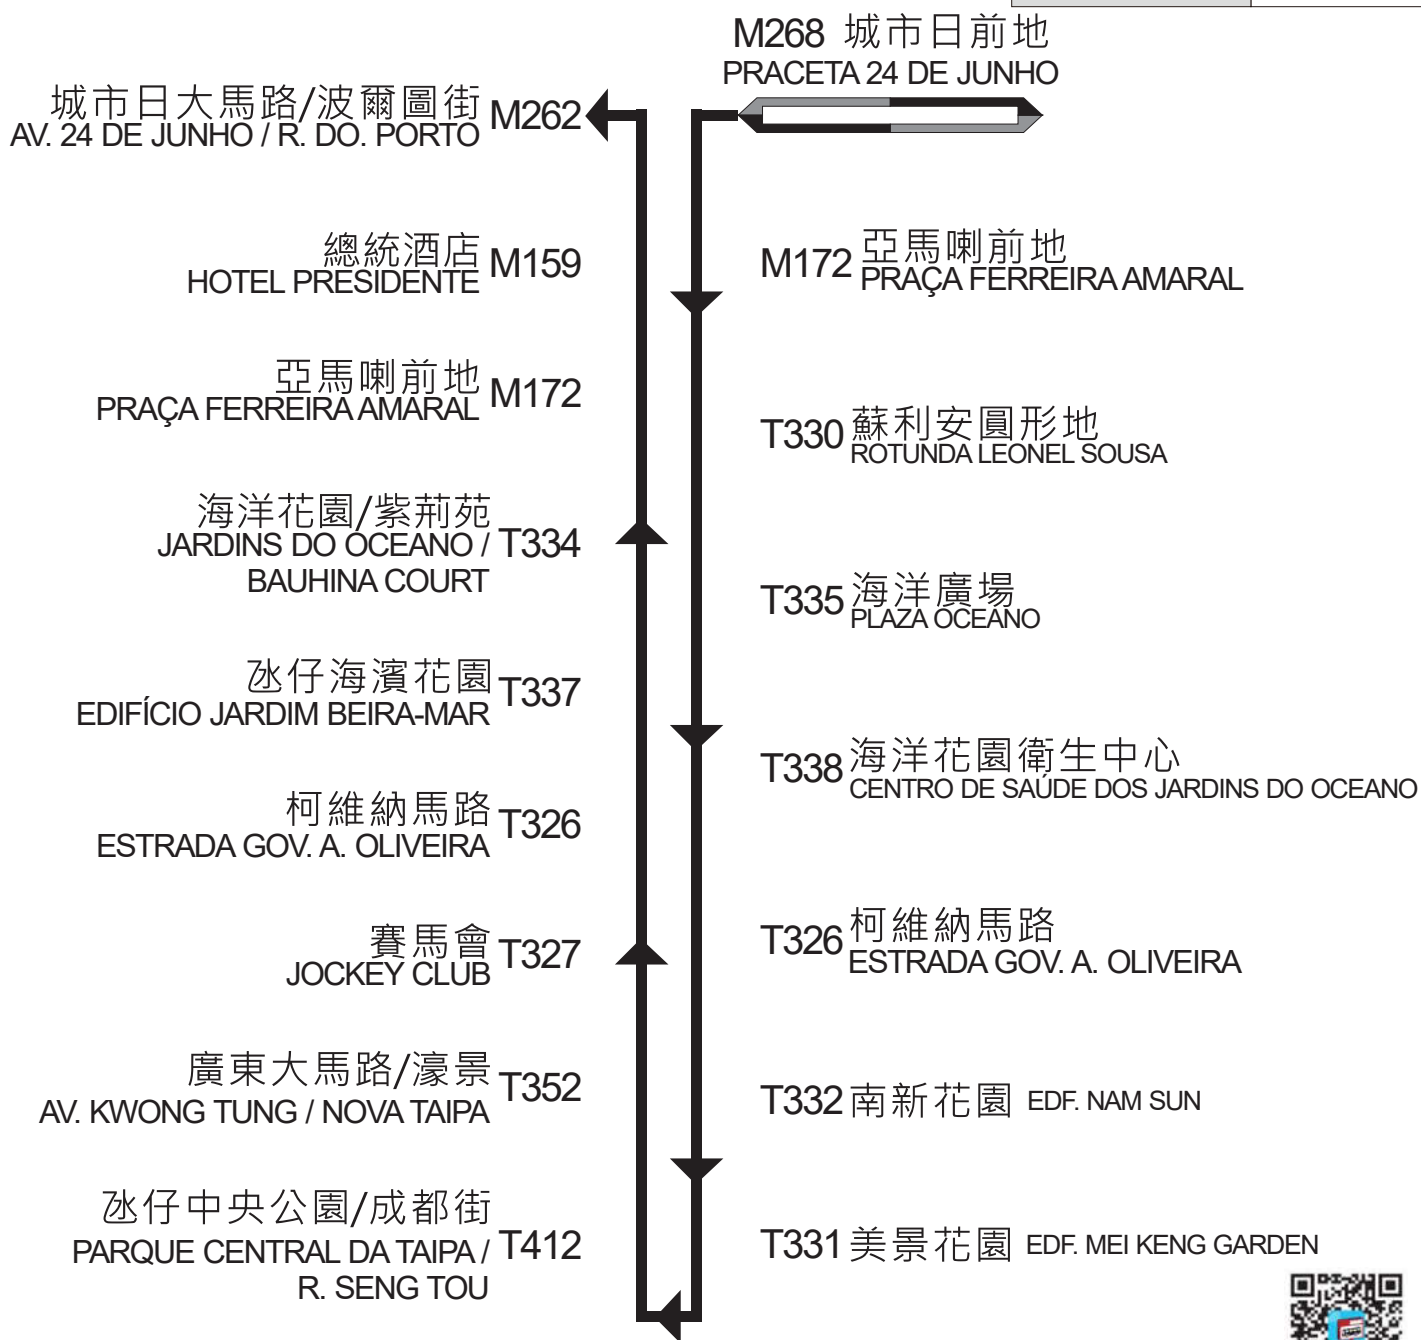 M268 城市日前地
PRACETA 24 DE JUNHO
城市日大馬路/波爾圖街 M262
AV. 24 DE JUNHO / R. DO. PORTO
總統酒店 M159
HOTEL PRESIDENTE
亞馬喇前地 M172
PRAÇA FERREIRA AMARAL
海洋花園/紫荊苑
JARDINS DO OCEANO / T334
BAUHINA COURT
氹仔海濱花園 T337
EDIFÍCIO JARDIM BEIRA-MAR
柯維納馬路 T326
ESTRADA GOV. A. OLIVEIRA
賽馬會 T327
JOCKEY CLUB
廣東大馬路/濠景 T352
AV. KWONG TUNG / NOVA TAIPA
氹仔中央公園/成都街
PARQUE CENTRAL DA TAIPA / T412
R. SENG TOU
M172 亞馬喇前地
PRAÇA FERREIRA AMARAL
T330 蘇利安圓形地
ROTUNDA LEONEL SOUSA
T335 海洋廣場
PLAZA OCEANO
T338 海洋花園衛生中心
CENTRO DE SAÚDE DOS JARDINS DO OCEANO
T326 柯維納馬路
ESTRADA GOV. A. OLIVEIRA
T332 南新花園 EDF. NAM SUN
T331 美景花園 EDF. MEI KENG GARDEN